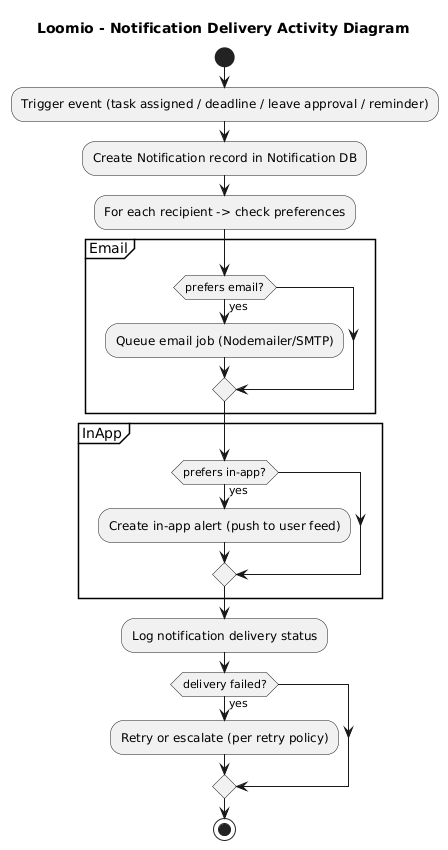 Loomio - Notification Delivery Activity Diagram
Trigger event (task assigned / deadline / leave approval / reminder)
Create Notification record in Notification DB
For each recipient -> check preferences
Email
prefers email?
yes
Queue email job (Nodemailer/SMTP)
InApp
prefers in-app?
yes
Create in-app alert (push to user feed)
Log notification delivery status
delivery failed?
yes
Retry or escalate (per retry policy)